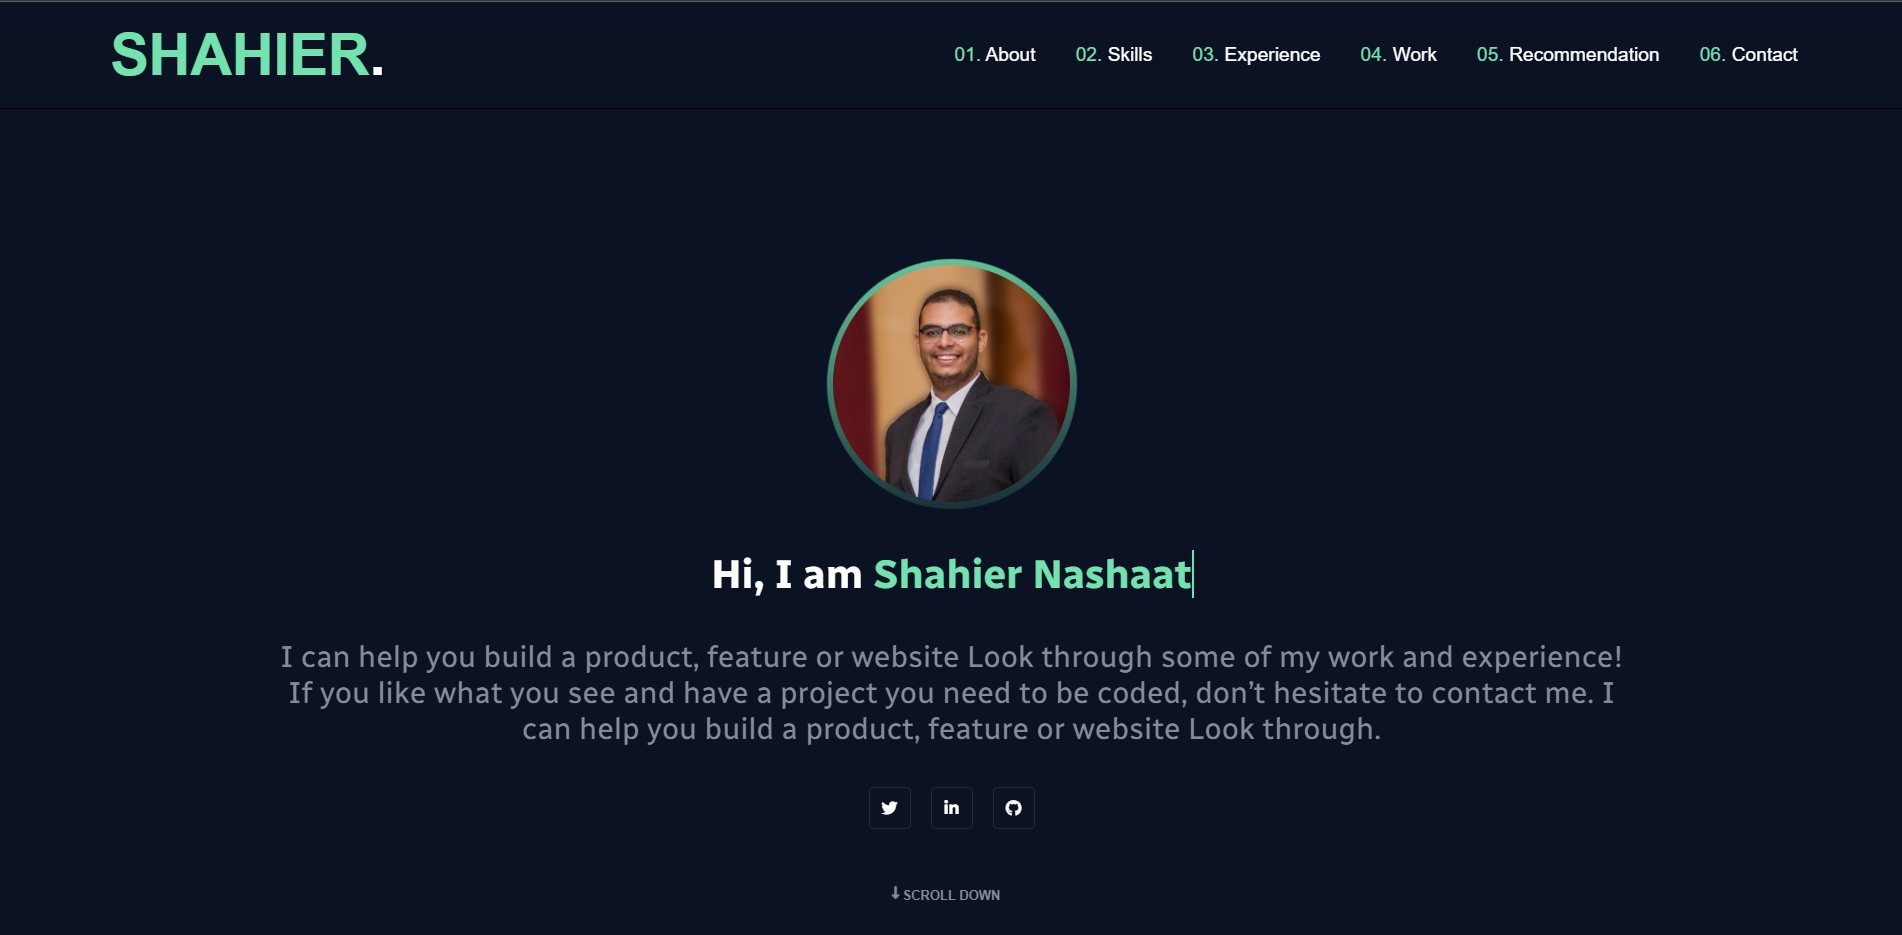 SHAHIER.
01. About 02. Skills 03. Experience 04. Work 05. Recommendation 06. Contact
Hi, I am Shahier Nashaat
I can help you build a product, feature or website Look through some of my work and experience!
If you like what you see and have a project you need to be coded, don’t hesitate to contact me. I
can help you build a product, feature or website Look through.
in
SCROLL DOWN